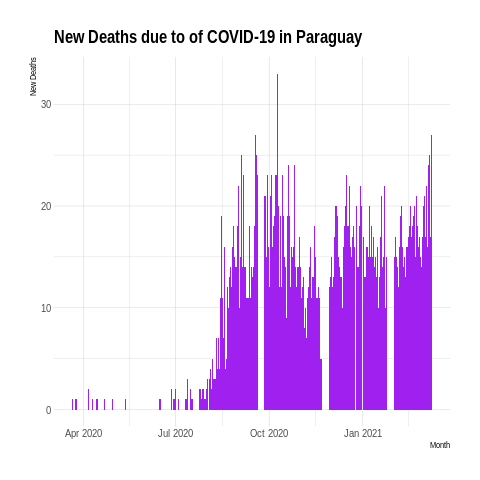 New Deaths due to of COVID-19 in Paraguay
New Deaths
30
20
10
0
Apr 2020
Jul 2020
Oct 2020
Jan 2021
Month